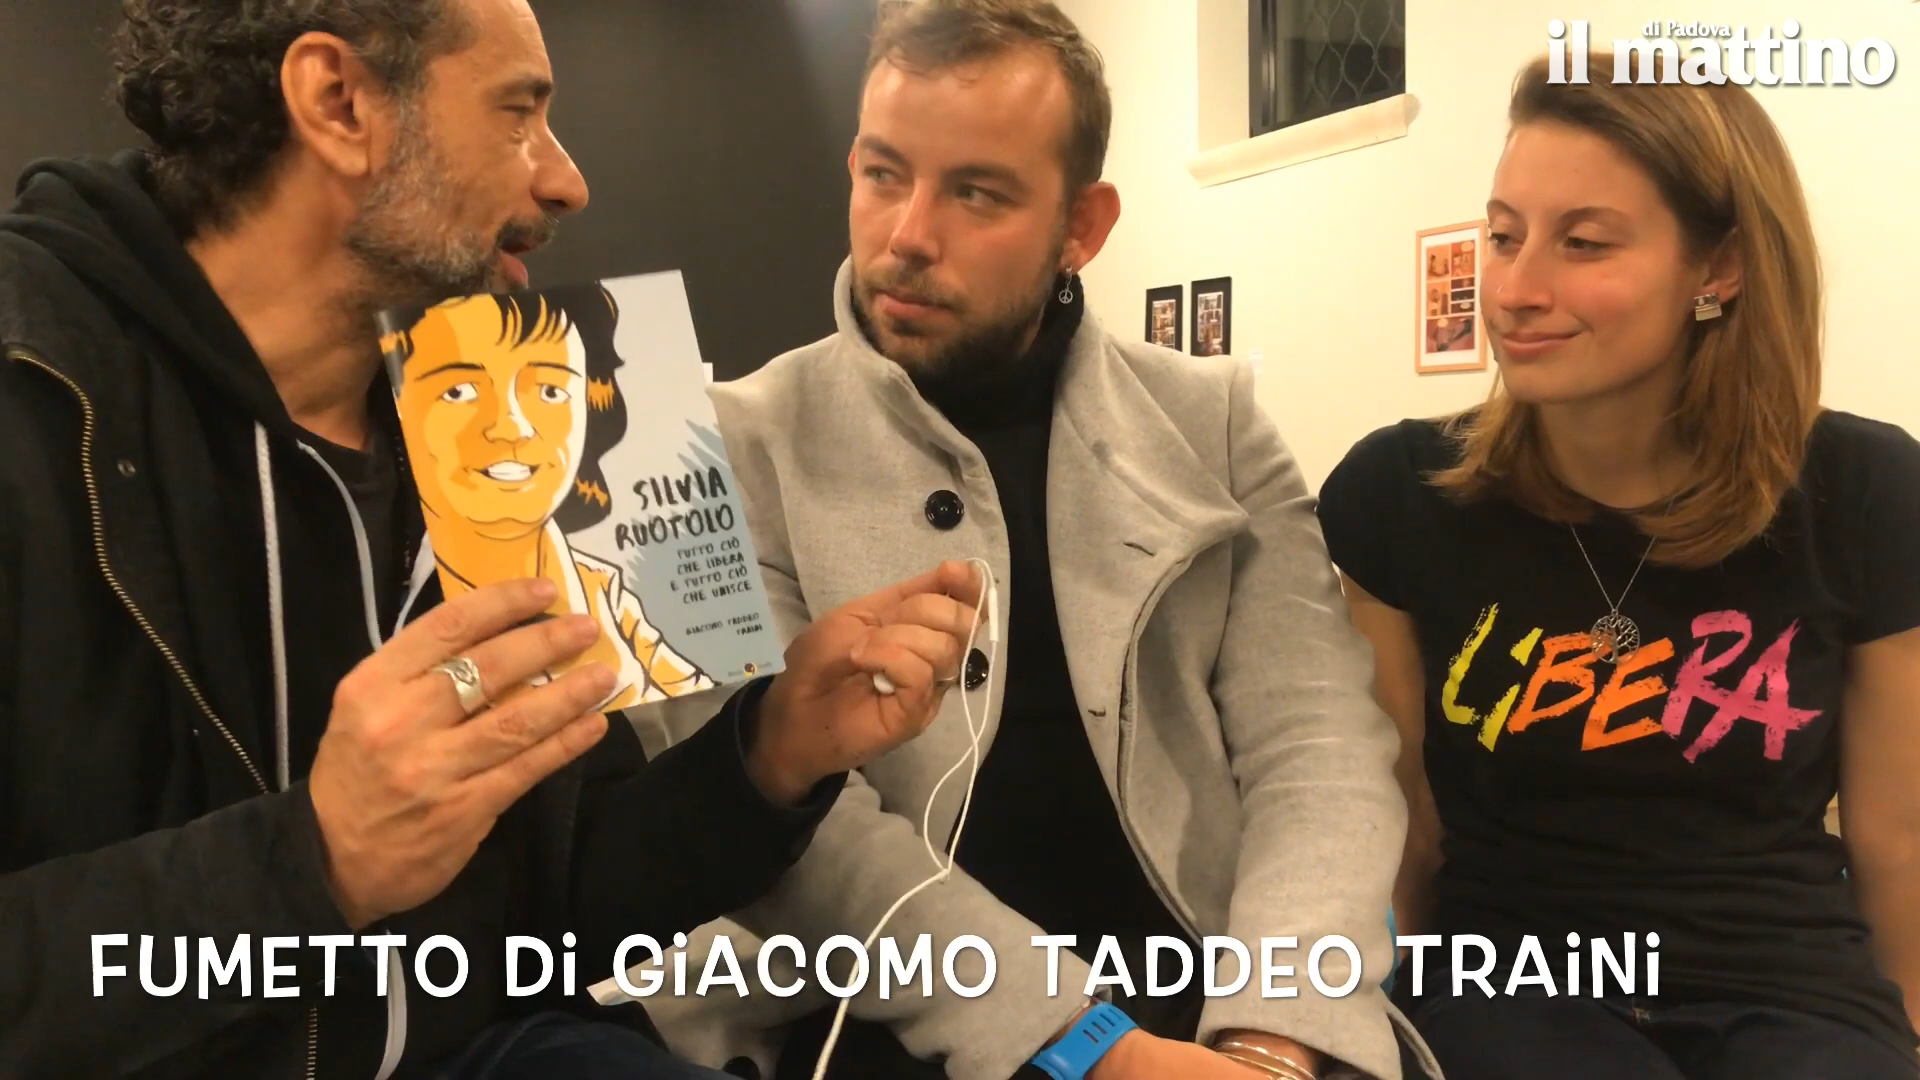 di Padova
il mattino
SILVIA
RUOTOLO
TUTTO CIÒ
CHE LIBERA
E TUTTO CIÒ
CHE UNISCE
GIACOMO TADDEO
TRAINI
LiBERA
FUMETTO Di GiACOMO TADDEO TRAiNi